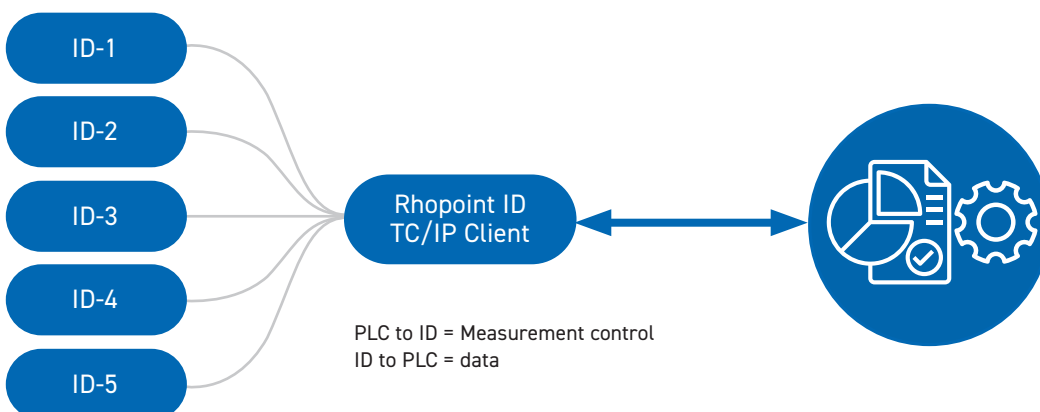 ID-1
ID-2
ID-3
ID-4
ID-5
Rhopoint ID
TC/IP Client
PLC to ID = Measurement control
ID to PLC = data